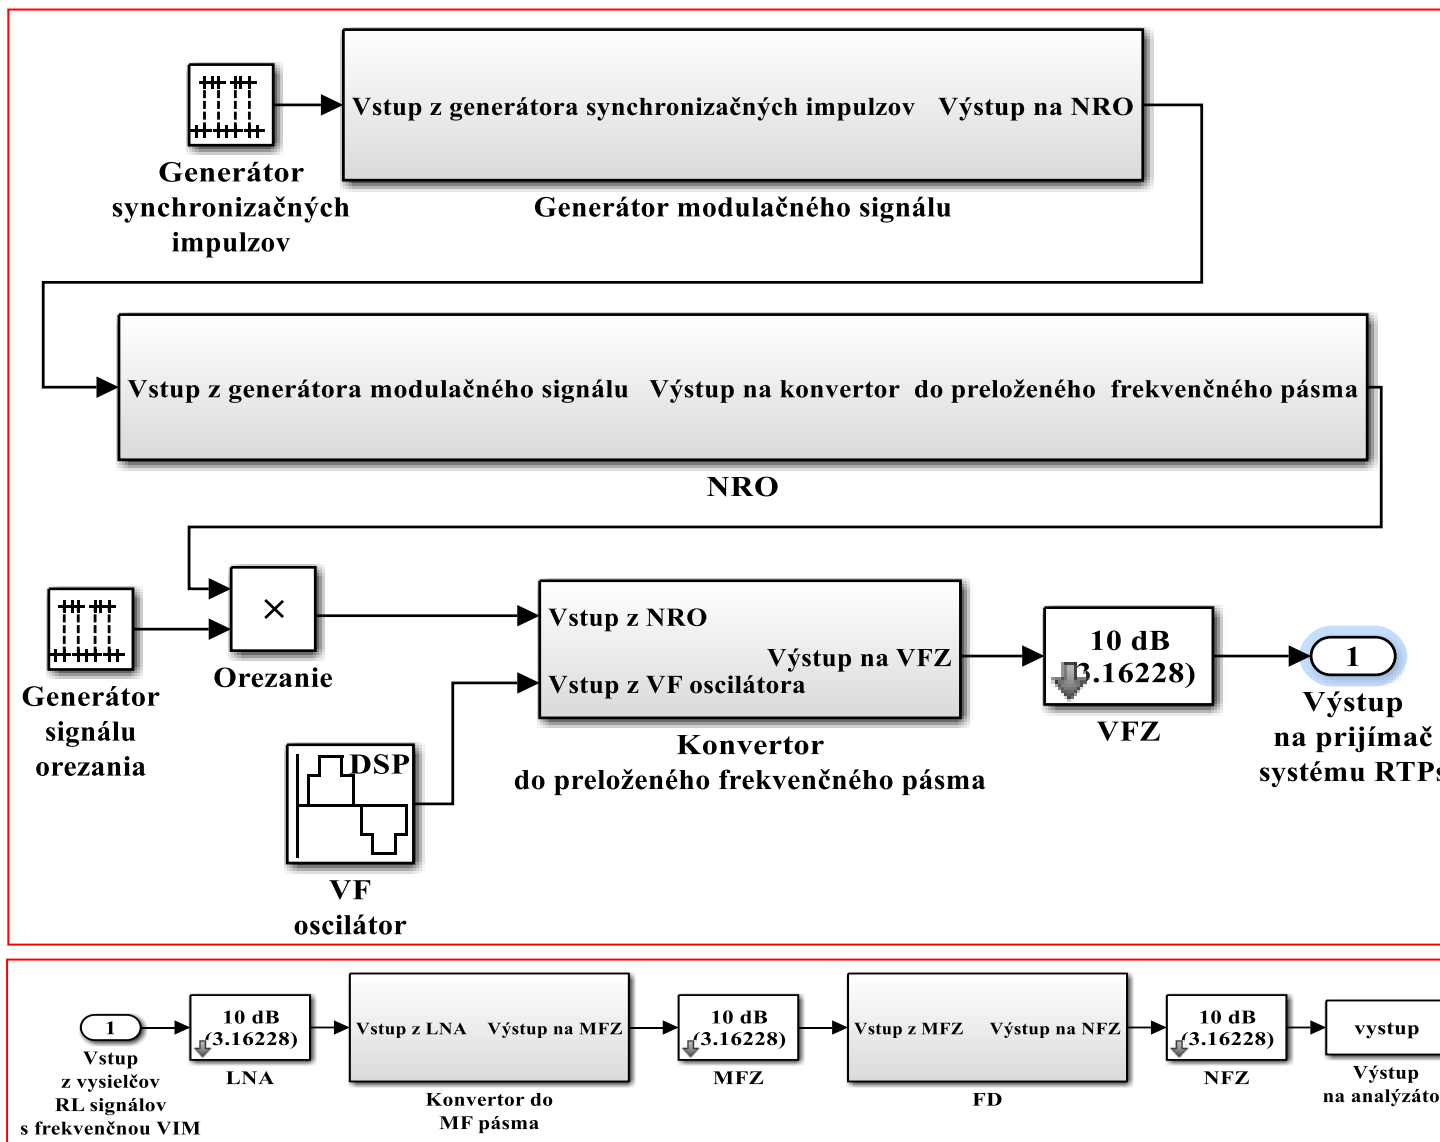 Vstup z generátora synchronizačných impulzov Výstup na NRO
Generátor
synchronizačných
impulzov
Generátor modulačného signálu
Vstup z generátora modulačného signálu Výstup na konvertor do preloženého frekvenčného pásma
NRO
×
Orezanie
Generátor
signálu
orezania
Vstup z NRO
Výstup na VFZ
Vstup z VF oscilátora
Konvertor
do preloženého frekvenčného pásma
DSP
VF
oscilátor
10 dB
3.16228)
VFZ
1
Výstup
na prijímač
systému RTPs
1
Vstup
z vysielčov
RL signálov
s frekvenčnou VIM
10 dB
(3.16228)
LNA
Vstup z LNA Výstup na MFZ
Konvertor do
MF pásma
10 dB
(3.16228)
MFZ
Vstup z MFZ Výstup na NFZ
FD
10 dB
(3.16228)
NFZ
vystup
Výstup
na analýzáto